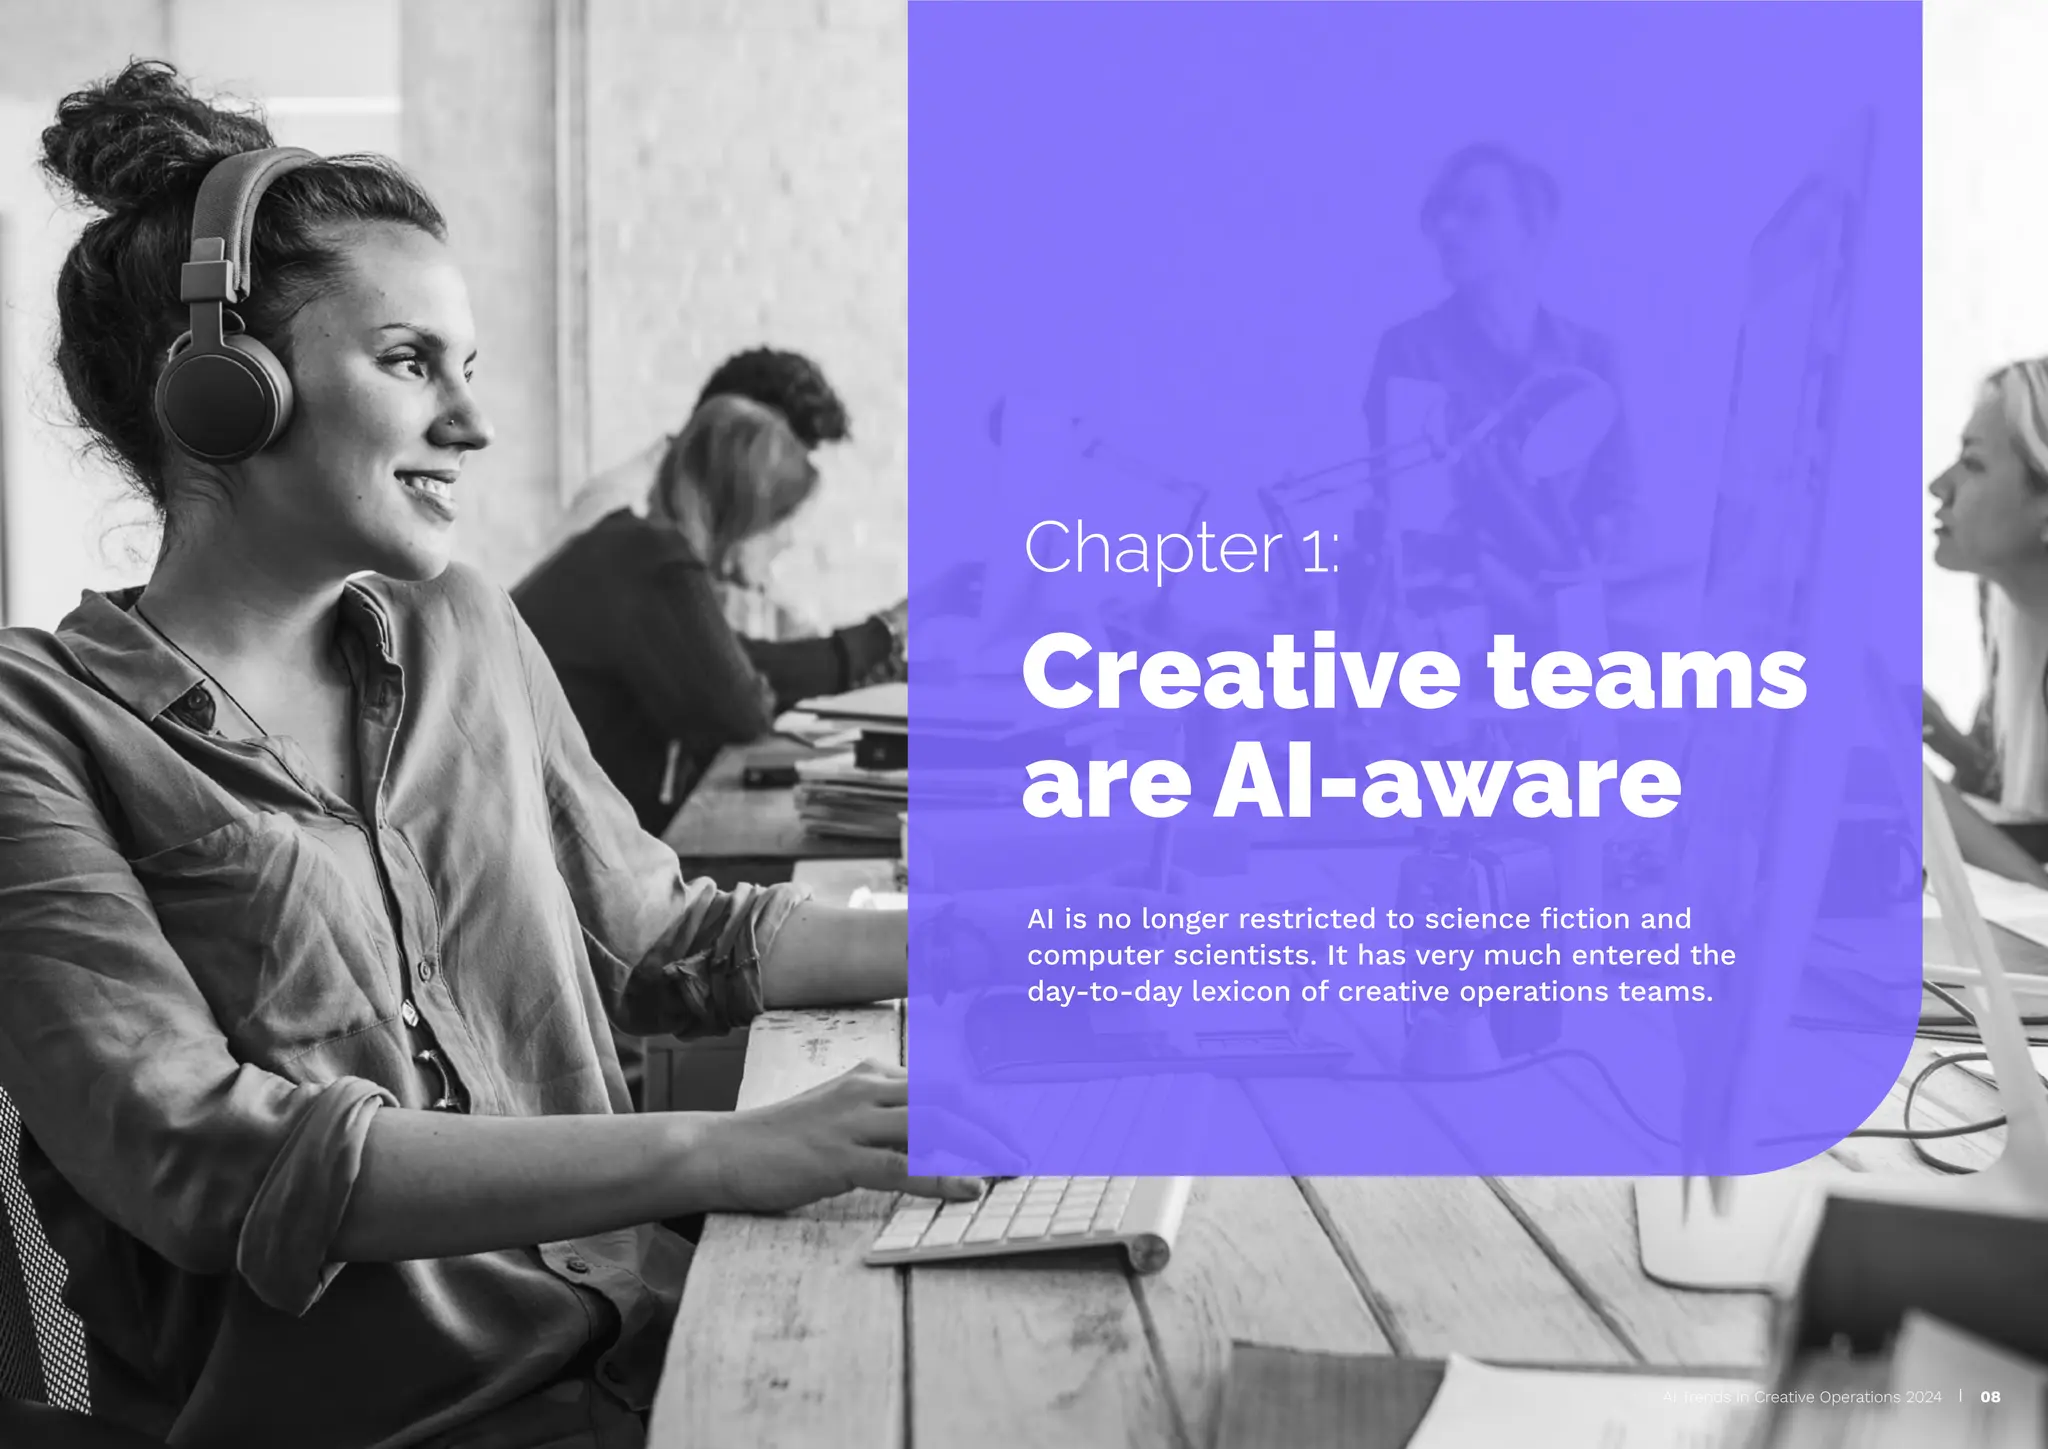 Chapter 1:
Creative teams
are AI-aware
AI is no longer restricted to science fiction and
computer scientists. It has very much entered the
day-to-day lexicon of creative operations teams.
AI Trends in Creative Operations 2024 | 08